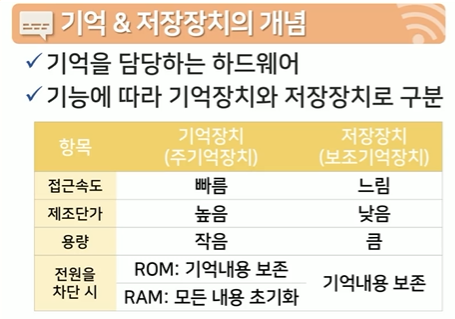 기억 & 저장장치의 개념
✓기억을 담당하는 하드웨어
✓기능에 따라 기억장치와 저장장치로 구분
항목 기억장치 (주기억장치) 저장장치 (보조기억장치)
접근속도 빠름 느림
제조단가 높음 낮음
용량 작음 큼
전원을 차단 시 ROM: 기억내용 보존 기억내용 보존
RAM: 모든 내용 초기화